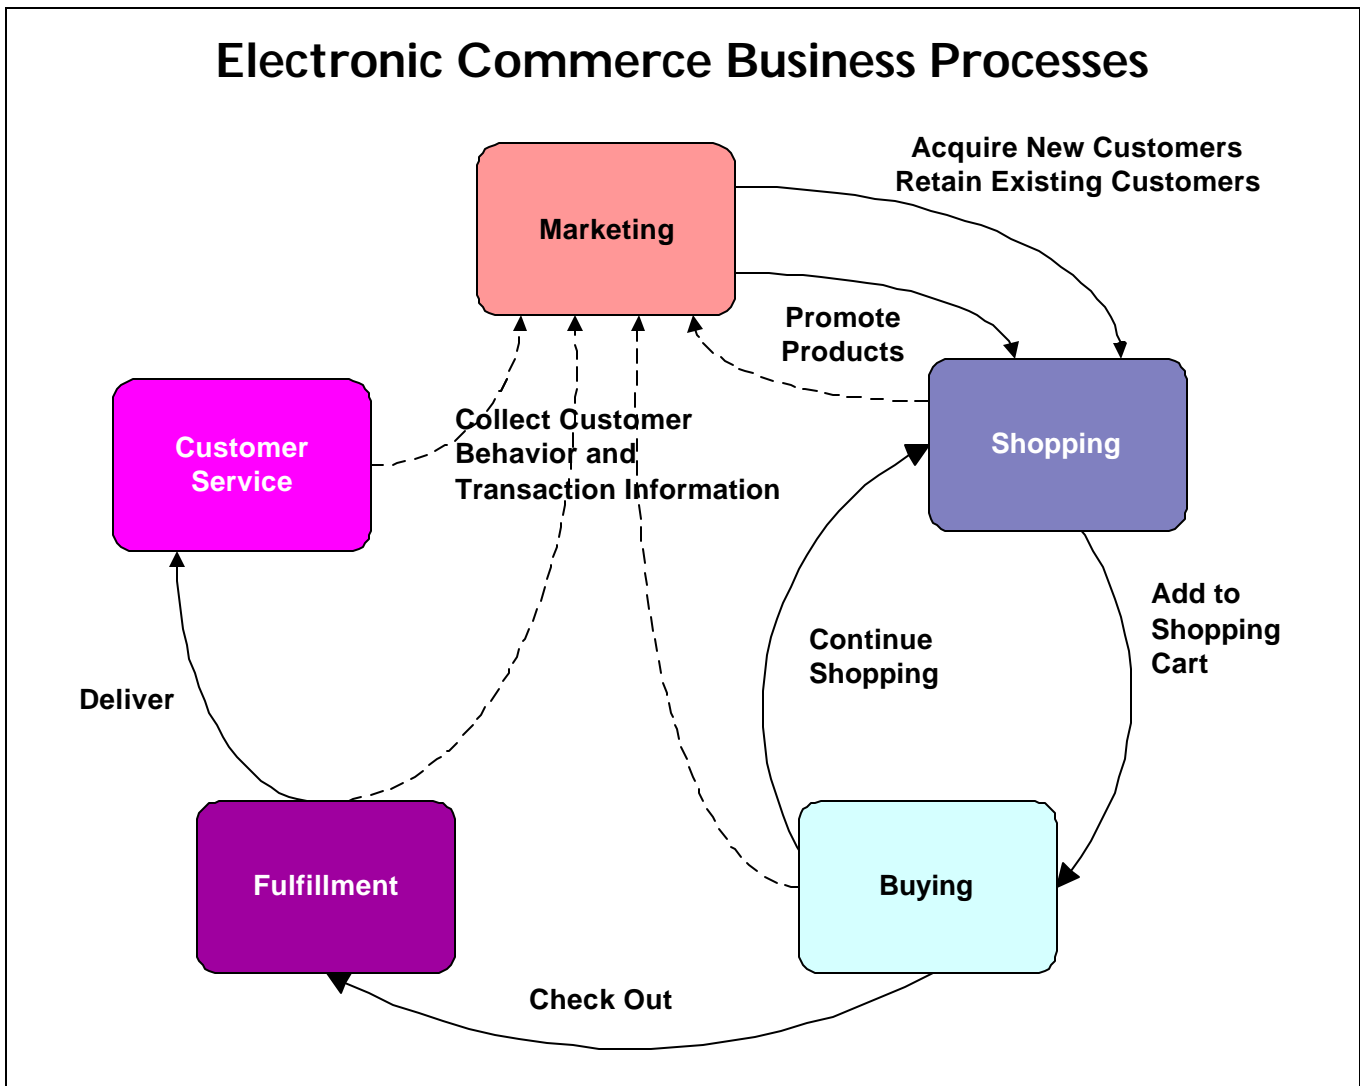 Electronic Commerce Business Processes
Acquire New Customers
Retain Existing Customers
Marketing
Promote
Products
Customer
Service
Collect Customer
Behavior and
Transaction Information
Shopping
Add to
Shopping
Cart
Continue
Shopping
Deliver
Fulfillment
Buying
Check Out